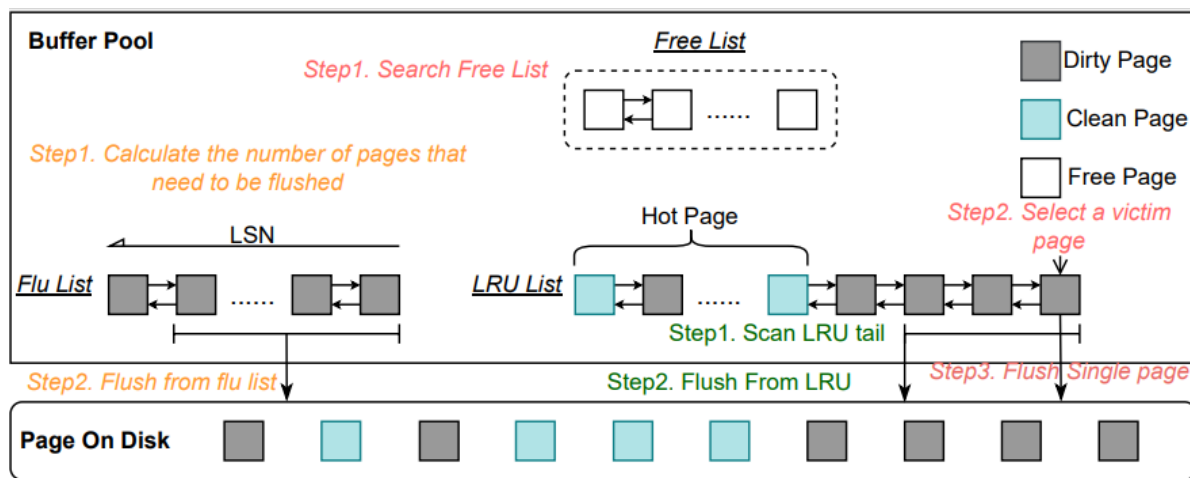 Buffer Pool
Free List
Step1. Search Free List
Dirty Page
Clean Page
Free Page
Step1. Calculate the number of pages that
need to be flushed
Step2. Select a victim
page
LSN
Hot Page
Flu List
......
LRU List
......
......
Step1. Scan LRU tail
Step2. Flush from flu list
Step2. Flush From LRU
Step3. Flush Single page
Page On Disk